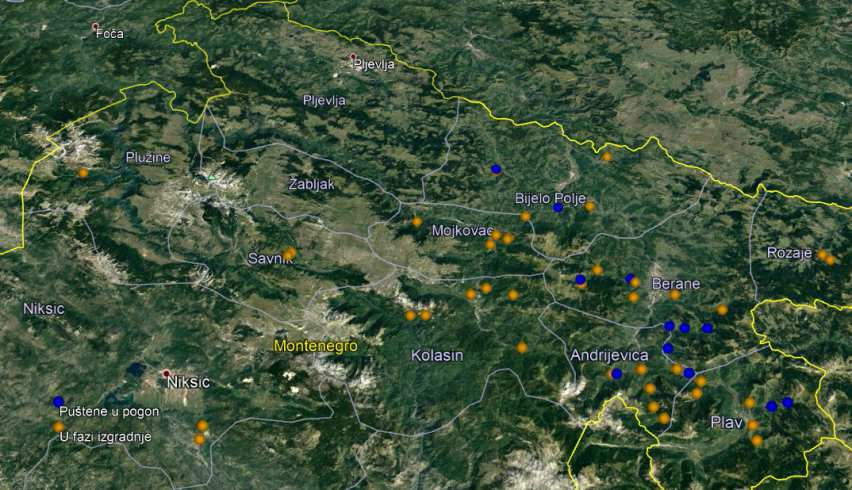 Foča
Pljevlja
Pljevlja
Plužine
Žabljak
Bijelo Polje
Mojkovac
Savnik
Rozaje
Berane
Niksic
Montenegro
Kolasin
Andrijevica
Niksic
Puštene u pogon
Plav
U fazi izgradnje